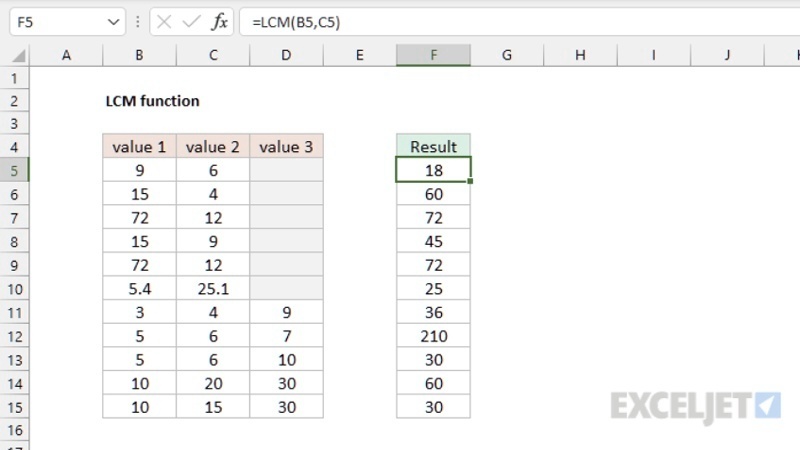 F5 fx =LCM(B5,C5)
A B C D E F G H I J
1
2 LCM function
3
4 value 1 value 2 value 3 Result
5 9 6 18
6 15 4 60
7 72 12 72
8 15 9 45
9 72 12 72
10 5.4 25.1 25
11 3 4 9 36
12 5 6 7 210
13 5 6 10 30
14 10 20 30 60
15 10 15 30 30
16
EXCELJET